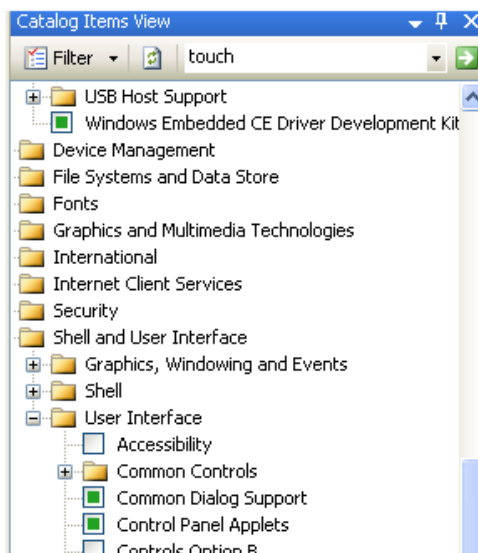 Catalog Items View
Filter touch
USB Host Support
Windows Embedded CE Driver Development Kit
Device Management
File Systems and Data Store
Fonts
Graphics and Multimedia Technologies
International
Internet Client Services
Security
Shell and User Interface
Graphics, Windowing and Events
Shell
User Interface
Accessibility
Common Controls
Common Dialog Support
Control Panel Applets
Controls Option B